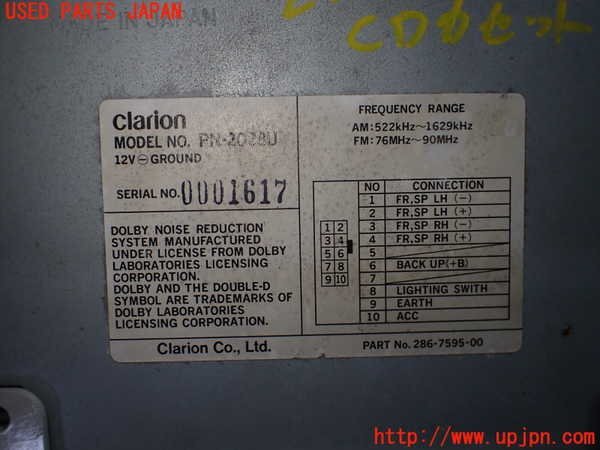 USED PARTS JAPAN
MADE IN JAPAN
CDカセット
Clarion
MODEL NO. PN-2028U
12V ⊖ GROUND
SERIAL NO. 0001617
DOLBY NOISE REDUCTION
SYSTEM MANUFACTURED
UNDER LICENSE FROM DOLBY
LABORATORIES LICENSING
CORPORATION.
DOLBY AND THE DOUBLE-D
SYMBOL ARE TRADEMARKS OF
DOLBY LABORATORIES
LICENSING CORPORATION.
Clarion Co., Ltd.
FREQUENCY RANGE
AM:522kHz～1629kHz
FM:76MHz～90MHz
1 2
3 4
5 6
7 8
9 10
NO CONNECTION
1 FR,SP LH (−)
2 FR,SP LH (+)
3 FR,SP RH (−)
4 FR,SP RH (+)
5
6 BACK UP(+B)
7
8 LIGHTING SWITH
9 EARTH
10 ACC
PART No. 286-7595-00
http://www.upjpn.com/